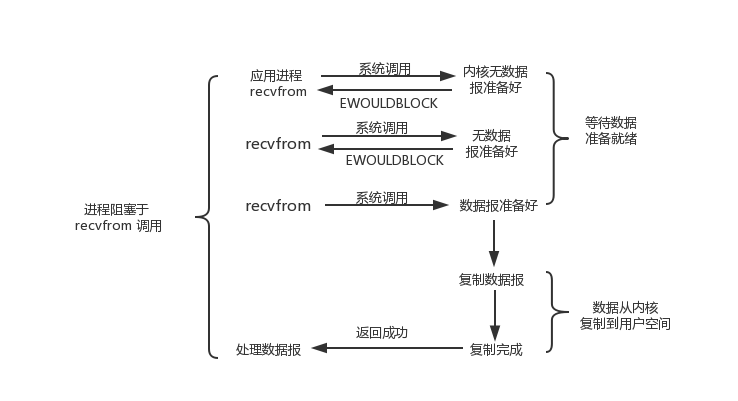 应用进程
recvfrom
系统调用
EWOULDBLOCK
内核无数据
报准备好
recvfrom
系统调用
EWOULDBLOCK
无数据
报准备好
等待数据
准备就绪
进程阻塞于
recvfrom 调用
recvfrom
系统调用
数据报准备好
复制数据报
数据从内核
复制到用户空间
处理数据报
返回成功
复制完成